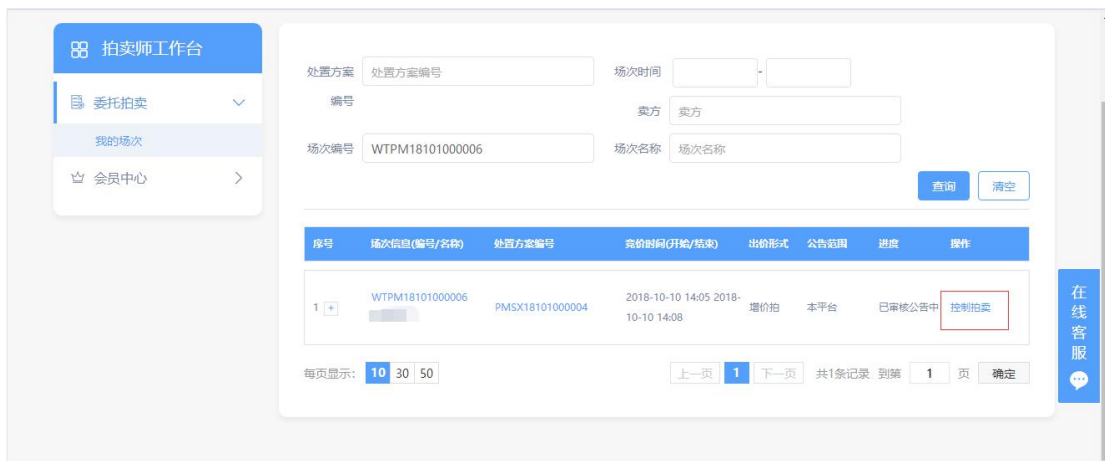 拍卖师工作台
委托拍卖
我的场次
会员中心
处置方案编号 处置方案编号 场次时间 -
卖方 卖方
场次编号 WTPM18101000006 场次名称 场次名称
查询 清空
序号 场次信息(编号/名称) 处置方案编号 竞价时间(开始/结束) 出价形式 公告范围 进度 操作
1 + WTPM18101000006 PMSX18101000004 2018-10-10 14:05 2018-10-10 14:08 增价拍 本平台 已审核公告中 控制拍卖
每页显示: 10 30 50 上一页 1 下一页 共1条记录 到第 1 页 确定
在线客服